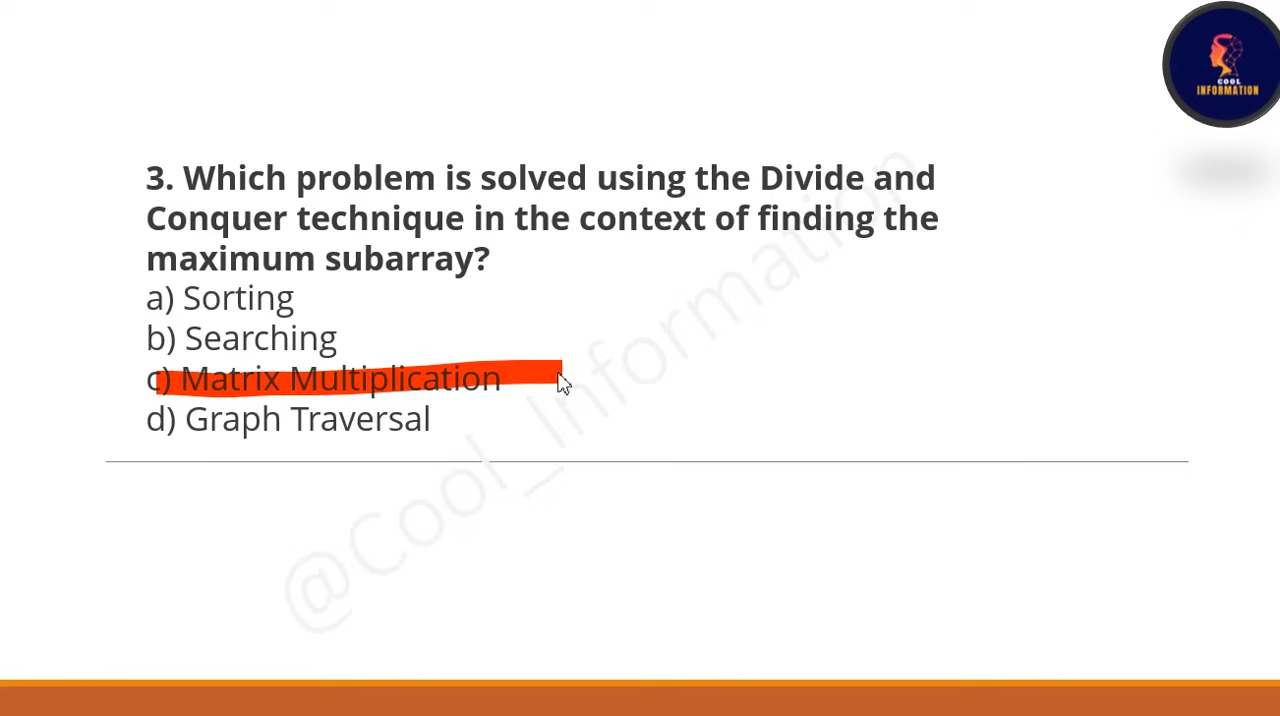 COOL
INFORMATION
3. Which problem is solved using the Divide and
Conquer technique in the context of finding the
maximum subarray?
a) Sorting
b) Searching
c) Matrix Multiplication
d) Graph Traversal
@Cool_Information